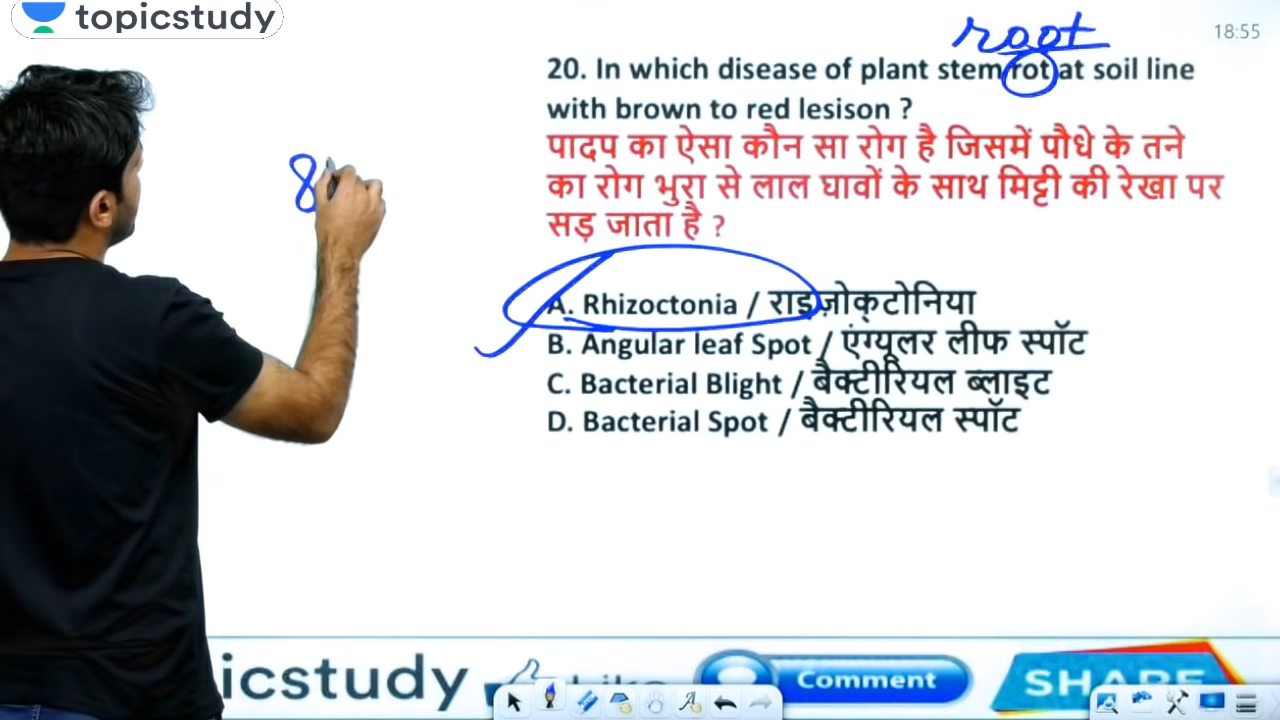 topicstudy
root
18:55
20. In which disease of plant stem rot at soil line
with brown to red lesison ?
पादप का ऐसा कौन सा रोग है जिसमें पौधे के तने
का रोग भुरा से लाल घावों के साथ मिट्टी की रेखा पर
सड़ जाता है ?
8
A. Rhizoctonia / राइज़ोक्टोनिया
B. Angular leaf Spot / एंग्यूलर लीफ स्पॉट
C. Bacterial Blight / बैक्टीरियल ब्लाइट
D. Bacterial Spot / बैक्टीरियल स्पॉट
icstudy
Comment
SHARE